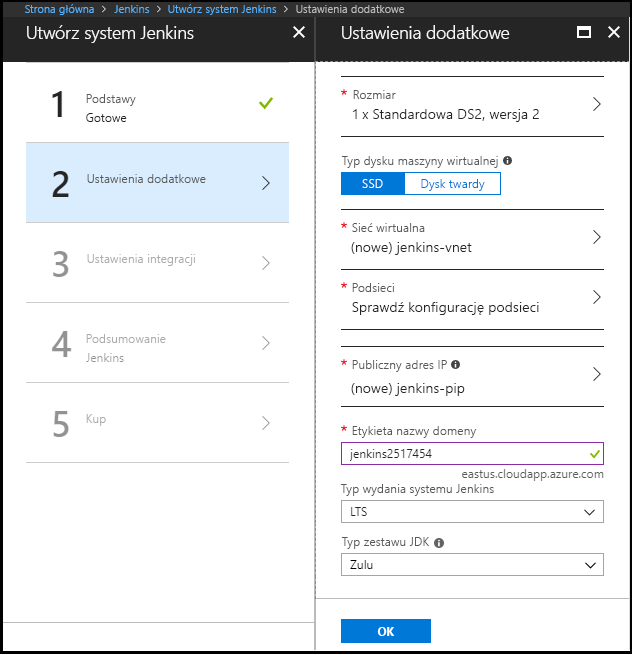 Strona główna > Jenkins > Utwórz system Jenkins > Ustawienia dodatkowe
Utwórz system Jenkins
1
Podstawy
Gotowe
2
Ustawienia dodatkowe
3
Ustawienia integracji
4
Podsumowanie
Jenkins
5
Kup
Ustawienia dodatkowe
* Rozmiar
1 x Standardowa DS2, wersja 2
Typ dysku maszyny wirtualnej
SSD Dysk twardy
* Sieć wirtualna
(nowe) jenkins-vnet
* Podsieci
Sprawdź konfigurację podsieci
* Publiczny adres IP
(nowe) jenkins-pip
* Etykieta nazwy domeny
jenkins2517454
eastus.cloudapp.azure.com
Typ wydania systemu Jenkins
LTS
Typ zestawu JDK
Zulu
OK